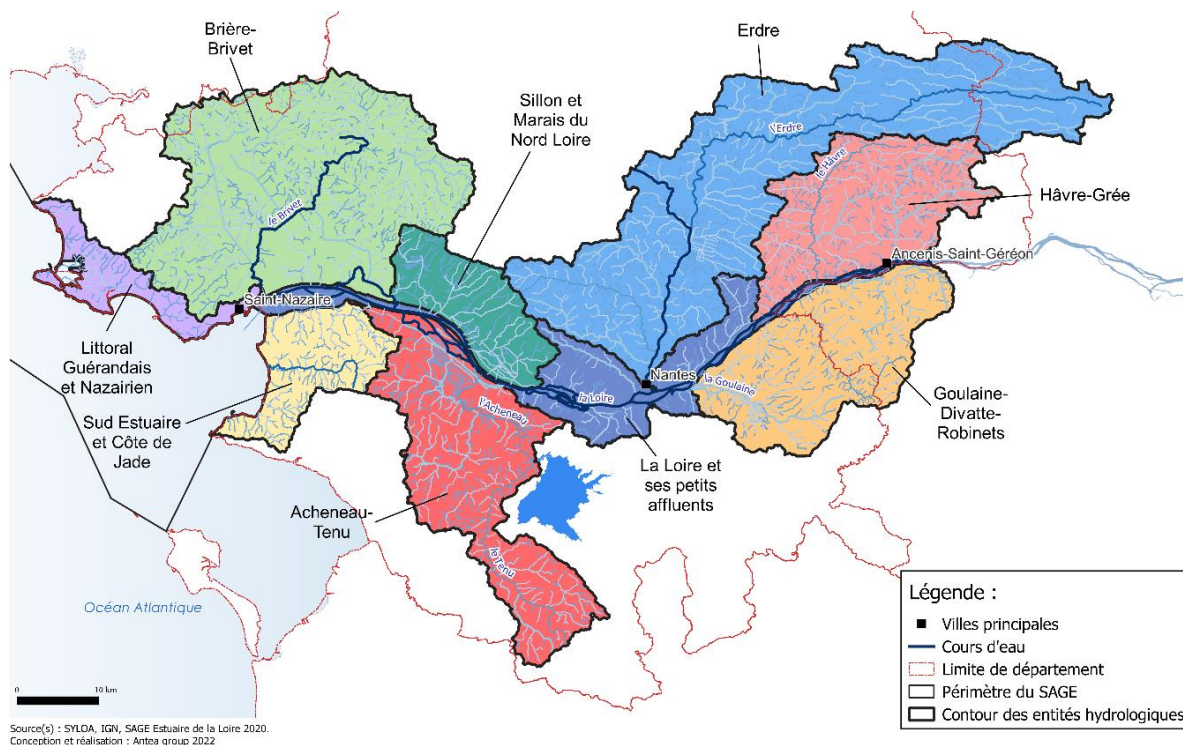 Brière-
Brivet
Sillon et
Marais du
Nord Loire
Erdre
l'Erdre
le Hâvre
Hâvre-Grée
le Brivet
Ancenis-Saint-Géréon
Saint-Nazaire
Littoral
Guérandais
et Nazairien
Nantes
la Goulaine
la Loire
l'Acheneau
Sud Estuaire
et Côte de
Jade
Goulaine-
Divatte-
Robinets
La Loire et
ses petits
affluents
Acheneau-
Tenu
le Tenu
Océan Atlantique
Légende :
Villes principales
Cours d'eau
Limite de département
Périmètre du SAGE
Contour des entités hydrologiques
0 10 km
Source(s) : SYLOA, IGN, SAGE Estuaire de la Loire 2020.
Conception et réalisation : Antea group 2022